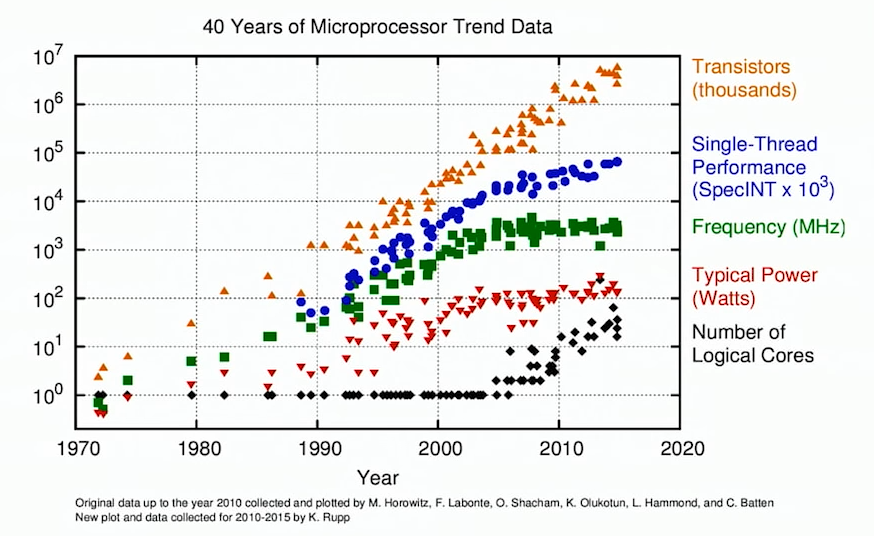 40 Years of Microprocessor Trend Data
10^7
10^6
10^5
10^4
10^3
10^2
10^1
10^0
1970
1980
1990
2000
2010
2020
Year
Transistors
(thousands)
Single-Thread
Performance
(SpecINT x 10^3)
Frequency (MHz)
Typical Power
(Watts)
Number of
Logical Cores
Original data up to the year 2010 collected and plotted by M. Horowitz, F. Labonte, O. Shacham, K. Olukotun, L. Hammond, and C. Batten
New plot and data collected for 2010-2015 by K. Rupp